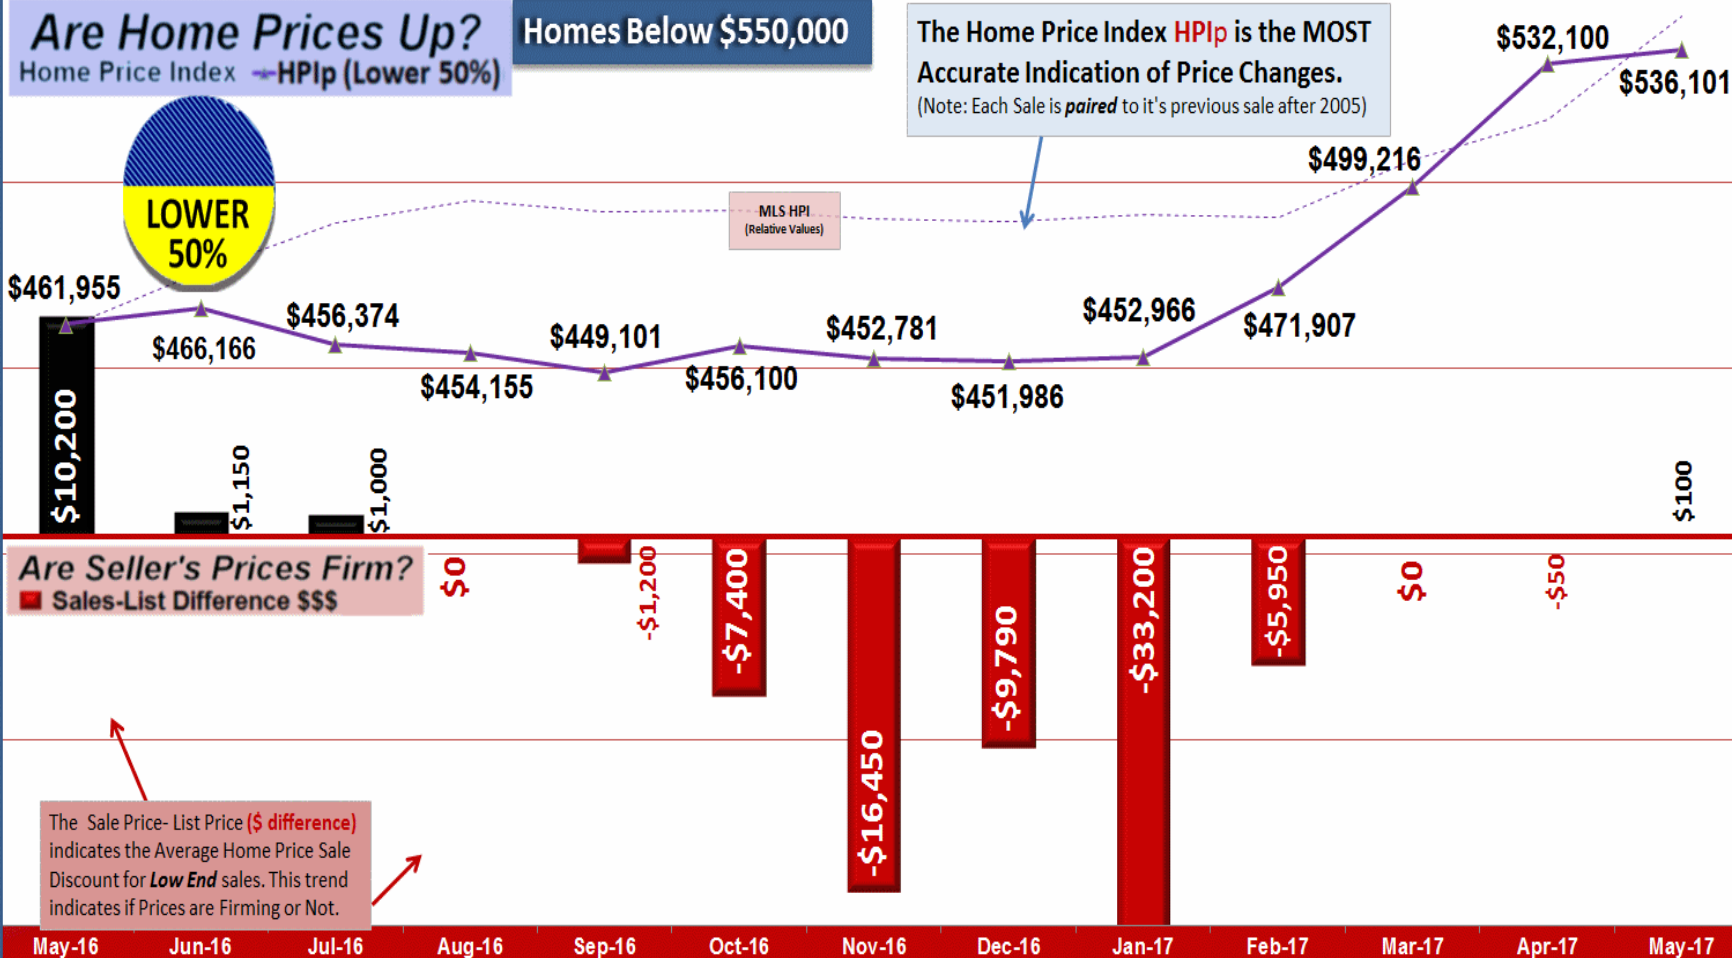 Are Home Prices Up?
Home Price Index HPIp (Lower 50%)
Homes Below $550,000
The Home Price Index HPIp is the MOST
Accurate Indication of Price Changes.
(Note: Each Sale is paired to it's previous sale after 2005)
LOWER
50%
MLS HPI
(Relative Values)
$461,955
$466,166
$456,374
$454,155
$449,101
$456,100
$452,781
$451,986
$452,966
$471,907
$499,216
$532,100
$536,101
$10,200
$1,150
$1,000
$0
-$1,200
-$7,400
-$16,450
-$9,790
-$33,200
-$5,950
$0
-$50
$100
Are Seller's Prices Firm?
Sales-List Difference $$$
The Sale Price- List Price ($ difference)
indicates the Average Home Price Sale
Discount for Low End sales. This trend
indicates if Prices are Firming or Not.
May-16 Jun-16 Jul-16 Aug-16 Sep-16 Oct-16 Nov-16 Dec-16 Jan-17 Feb-17 Mar-17 Apr-17 May-17